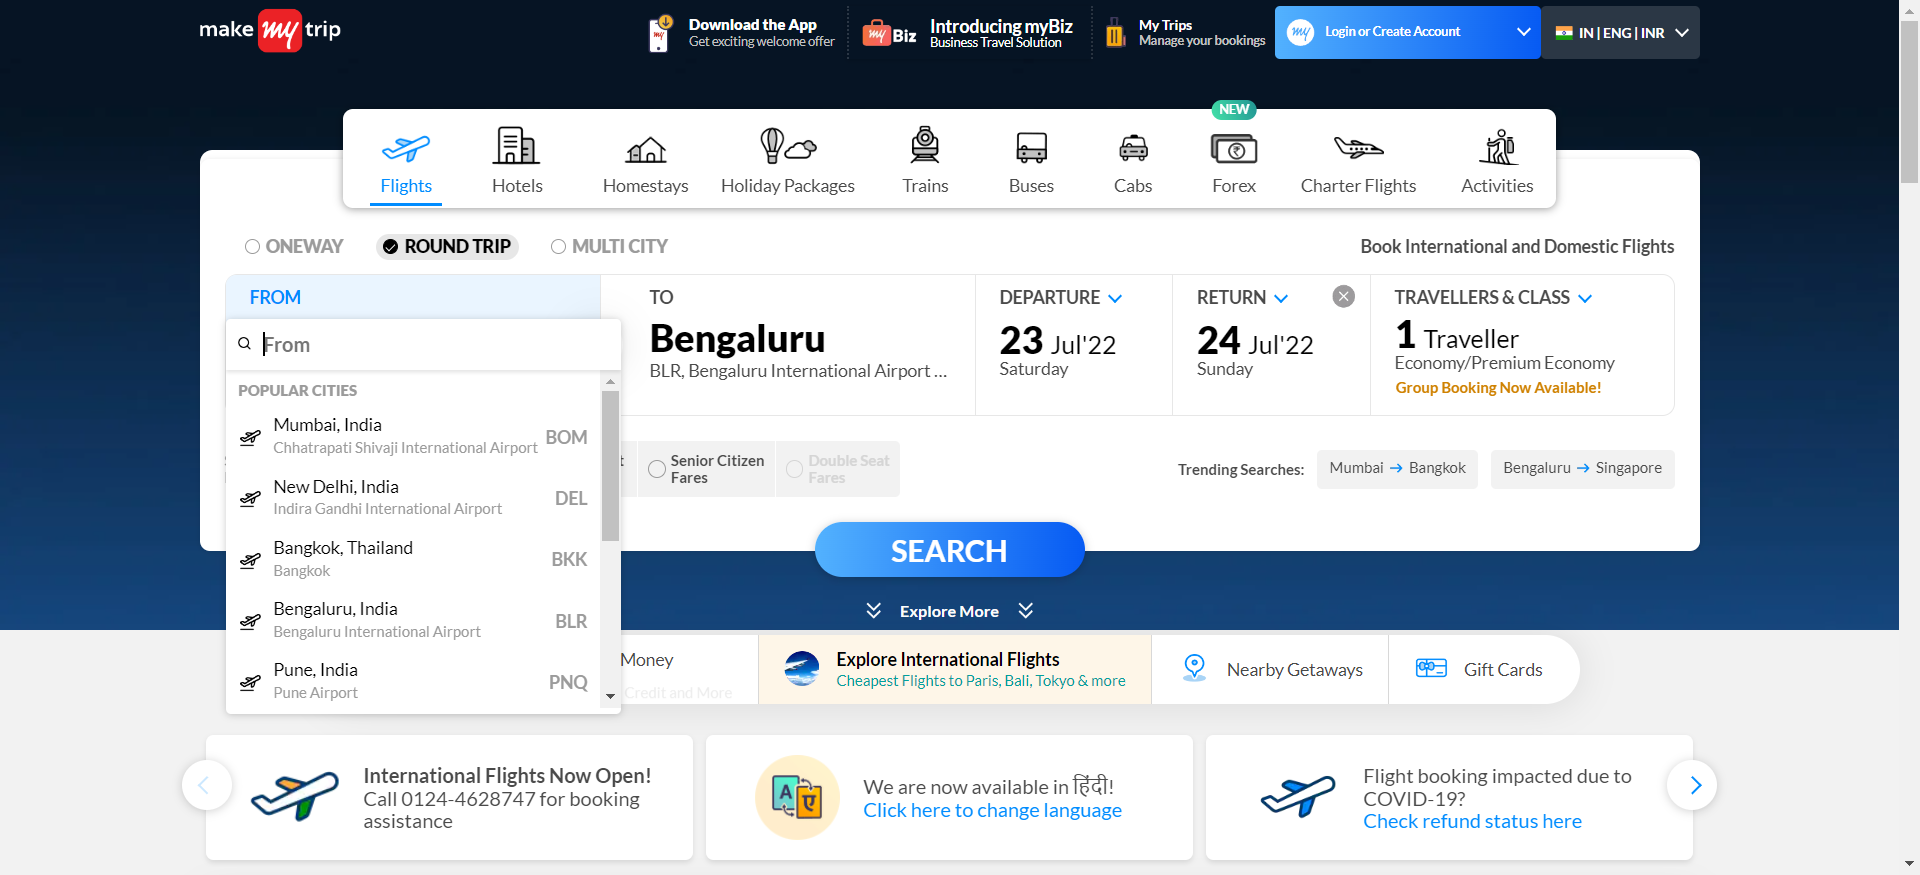 make my trip
Download the App
Get exciting welcome offer
my Biz
Introducing myBiz
Business Travel Solution
My Trips
Manage your bookings
my
Login or Create Account
IN | ENG | INR
NEW
Flights
Hotels
Homestays
Holiday Packages
Trains
Buses
Cabs
Forex
Charter Flights
Activities
ONEWAY
ROUND TRIP
MULTI CITY
Book International and Domestic Flights
FROM
From
POPULAR CITIES
Mumbai, India
Chhatrapati Shivaji International Airport
BOM
New Delhi, India
Indira Gandhi International Airport
DEL
Bangkok, Thailand
Bangkok
BKK
Bengaluru, India
Bengaluru International Airport
BLR
Pune, India
Pune Airport
PNQ
TO
Bengaluru
BLR, Bengaluru International Airport ...
DEPARTURE
23 Jul'22
Saturday
RETURN
24 Jul'22
Sunday
TRAVELLERS & CLASS
1 Traveller
Economy/Premium Economy
Group Booking Now Available!
Senior Citizen
Fares
Double Seat
Fares
Trending Searches:
Mumbai → Bangkok
Bengaluru → Singapore
SEARCH
Explore More
Money
Credit and More
Explore International Flights
Cheapest Flights to Paris, Bali, Tokyo & more
Nearby Getaways
Gift Cards
International Flights Now Open!
Call 0124-4628747 for booking
assistance
A ए
We are now available in हिंदी!
Click here to change language
Flight booking impacted due to
COVID-19?
Check refund status here